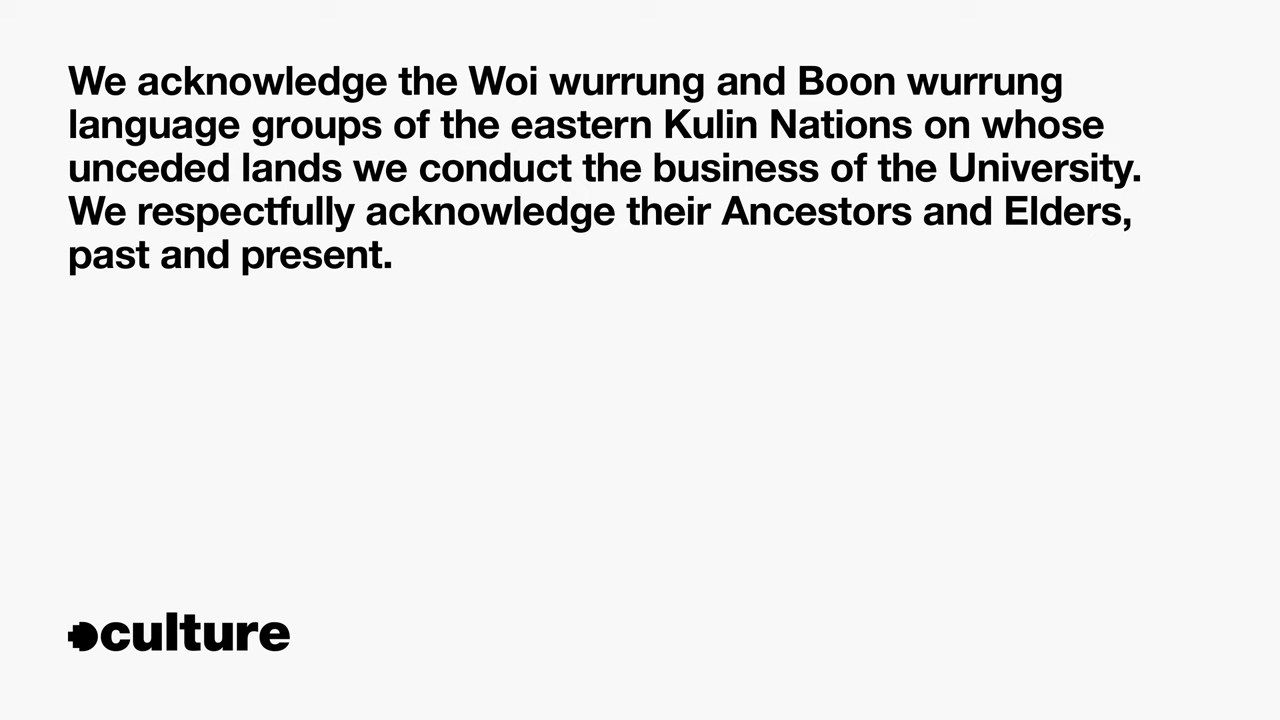 We acknowledge the Woi wurrung and Boon wurrung
language groups of the eastern Kulin Nations on whose
unceded lands we conduct the business of the University.
We respectfully acknowledge their Ancestors and Elders,
past and present.
culture